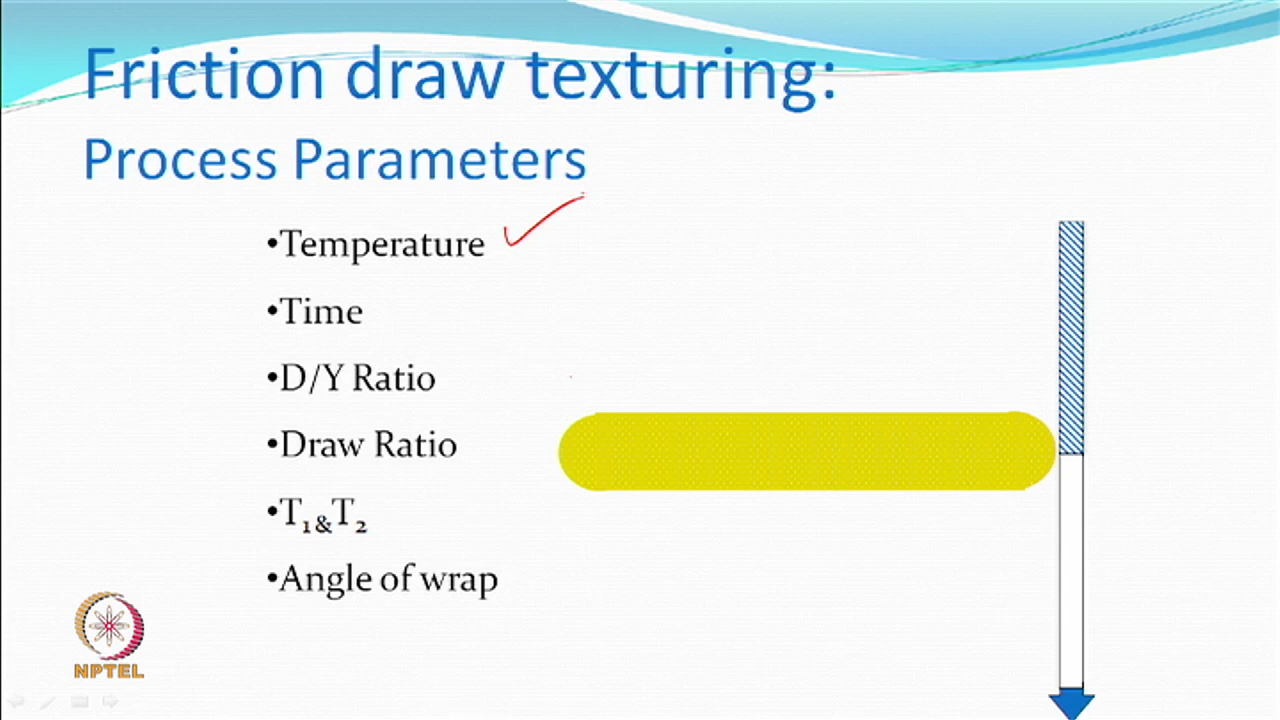 Friction draw texturing:
Process Parameters
•Temperature
•Time
•D/Y Ratio
•Draw Ratio
•T₁&T₂
•Angle of wrap
NPTEL